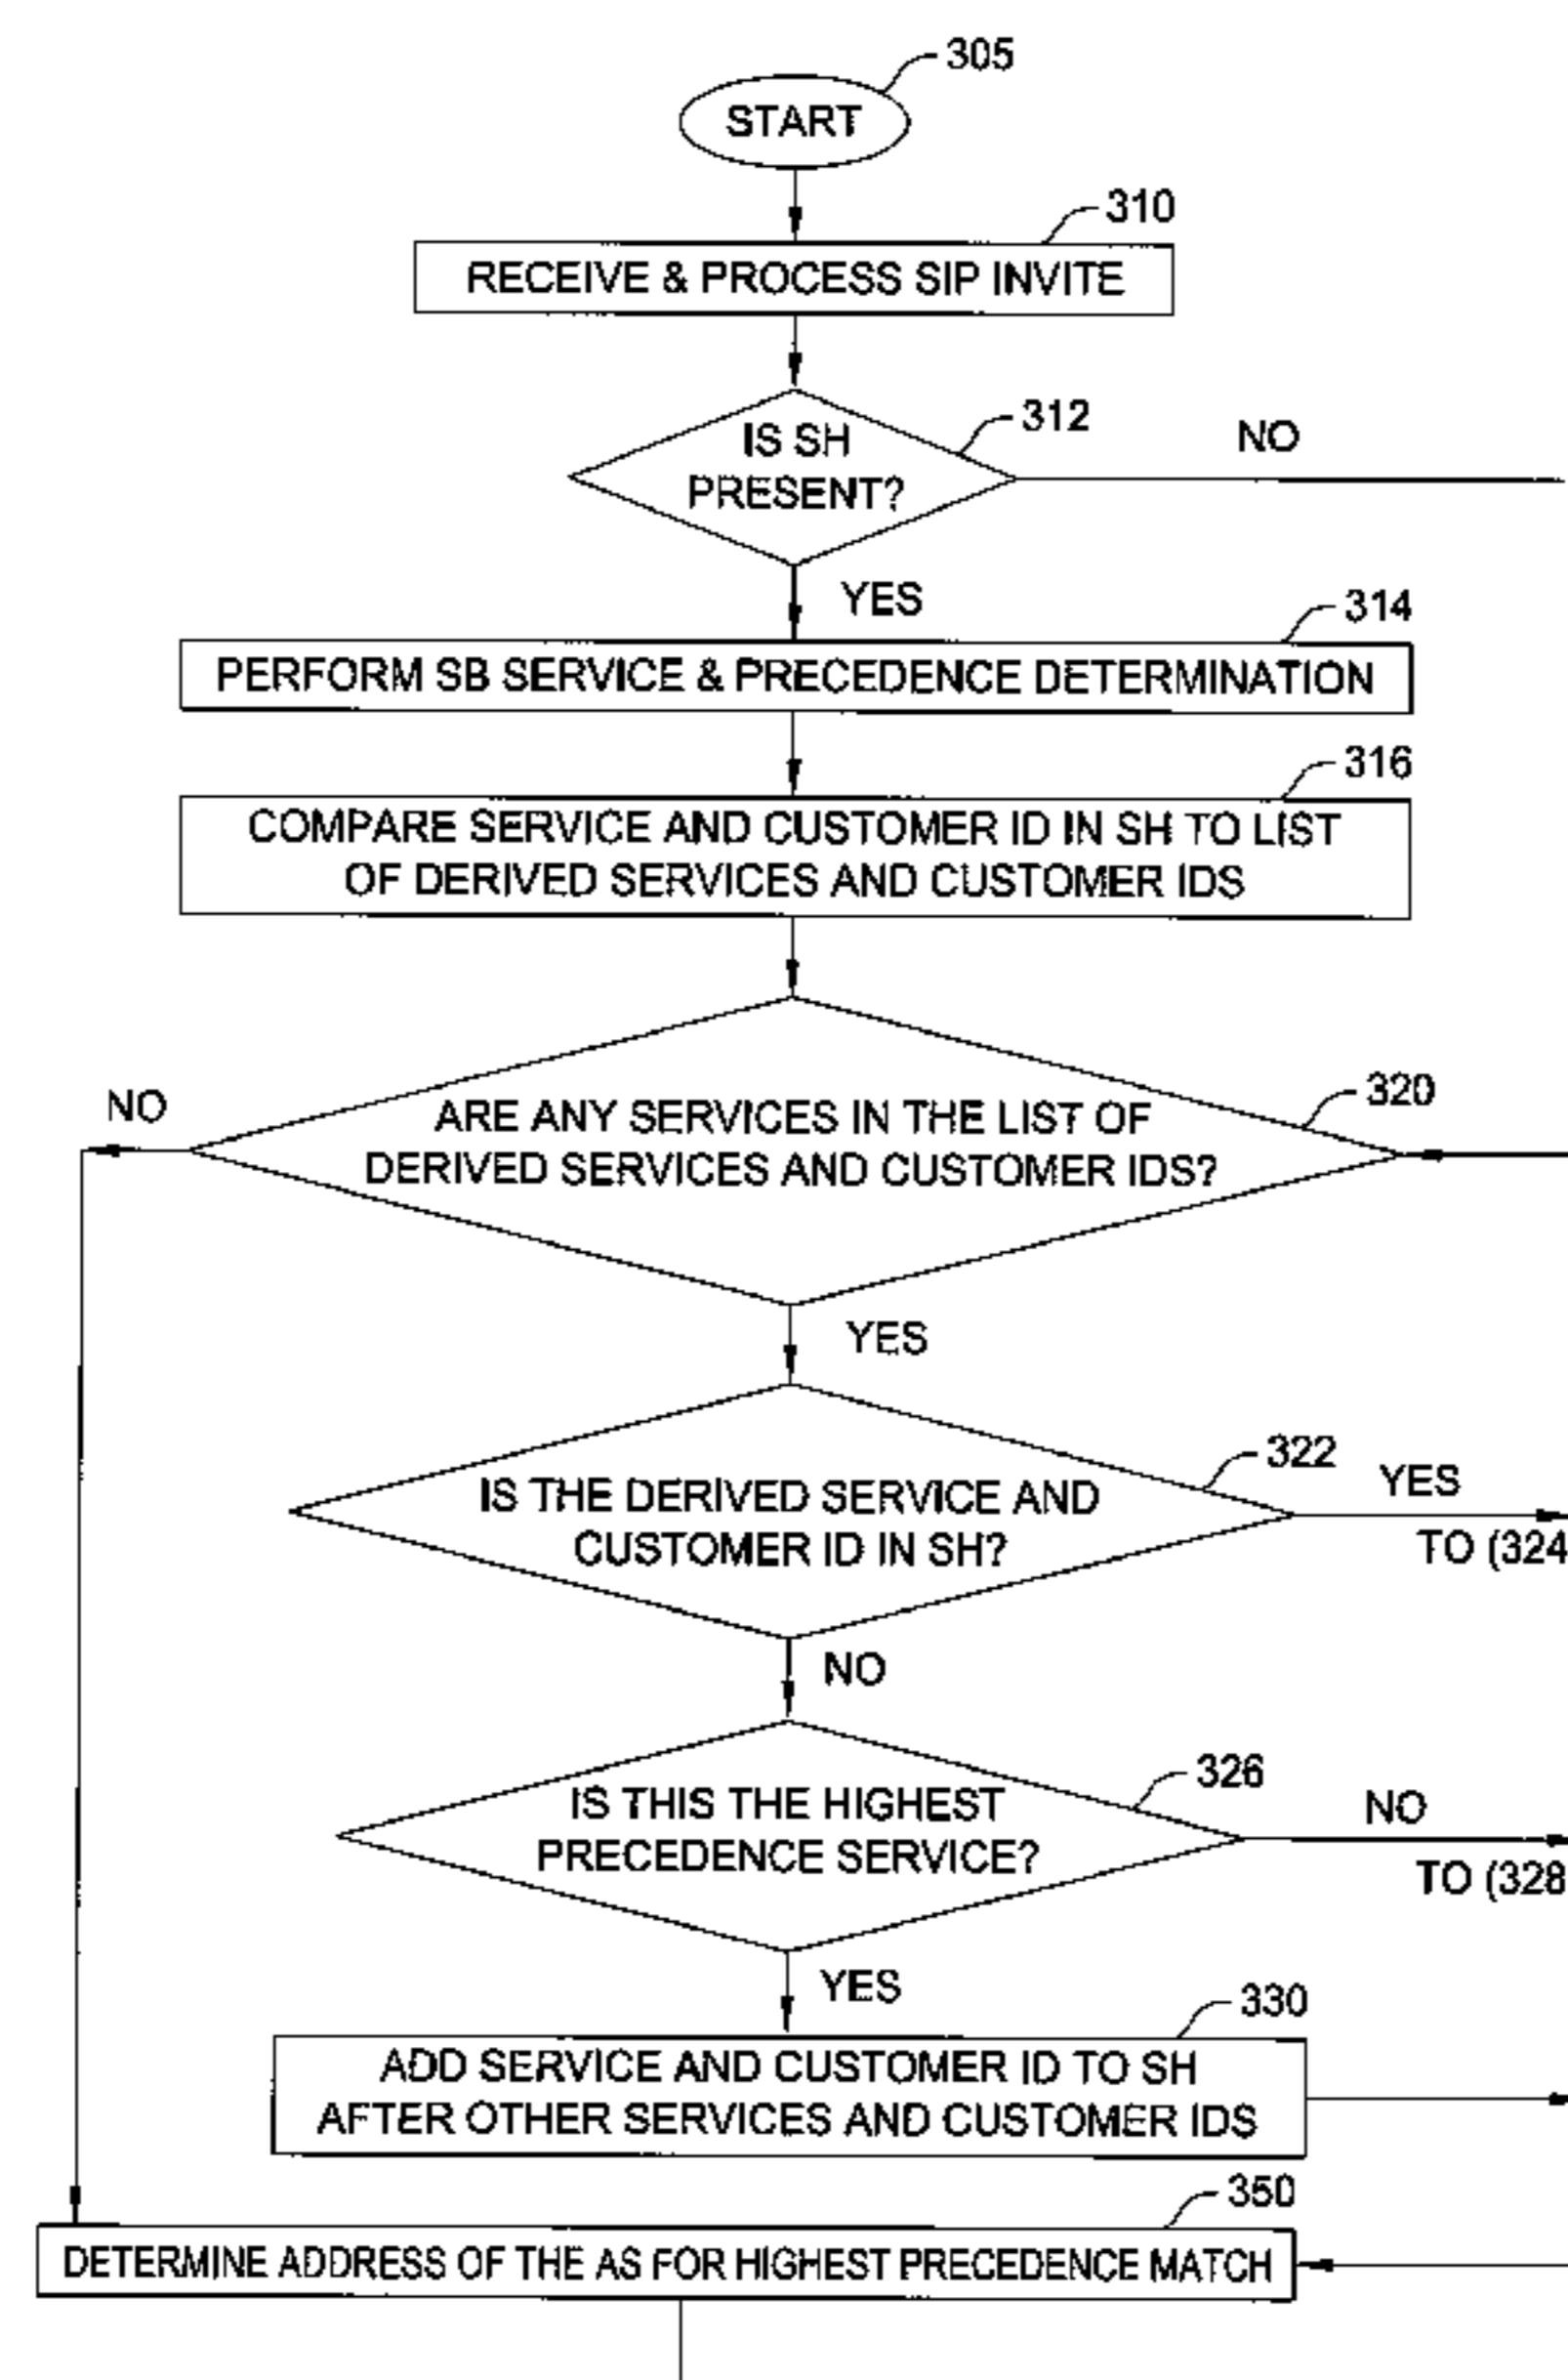 305
START
310
RECEIVE & PROCESS SIP INVITE
312
IS SH
PRESENT?
NO
YES
314
PERFORM SB SERVICE & PRECEDENCE DETERMINATION
316
COMPARE SERVICE AND CUSTOMER ID IN SH TO LIST
OF DERIVED SERVICES AND CUSTOMER IDS
320
NO
ARE ANY SERVICES IN THE LIST OF
DERIVED SERVICES AND CUSTOMER IDS?
YES
322
YES
IS THE DERIVED SERVICE AND
CUSTOMER ID IN SH?
TO (324
NO
326
IS THIS THE HIGHEST
PRECEDENCE SERVICE?
NO
TO (328
YES
330
ADD SERVICE AND CUSTOMER ID TO SH
AFTER OTHER SERVICES AND CUSTOMER IDS
350
DETERMINE ADDRESS OF THE AS FOR HIGHEST PRECEDENCE MATCH